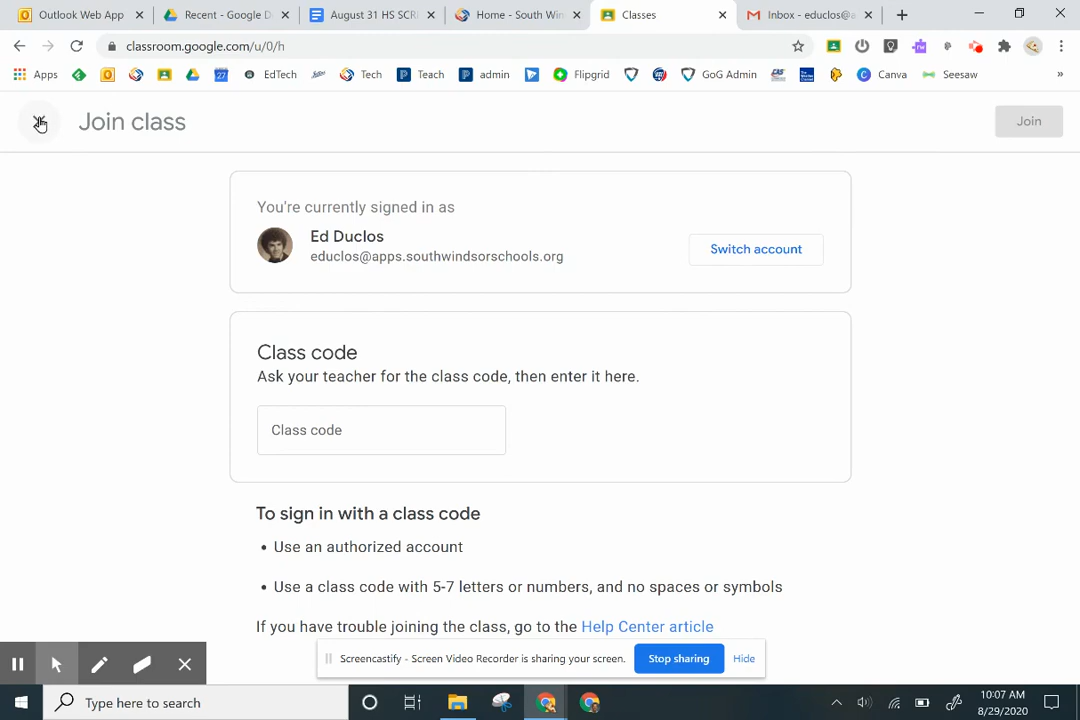 Outlook Web App
Recent - Google D
August 31 HS SCRI
Home - South Win
Classes
Inbox - educlos@a
classroom.google.com/u/0/h
Apps
EdTech
Tech
Teach
admin
Flipgrid
GoG Admin
Canva
Seesaw
»
Join class
Join
You're currently signed in as
Ed Duclos
educlos@apps.southwindsorschools.org
Switch account
Class code
Ask your teacher for the class code, then enter it here.
Class code
To sign in with a class code
• Use an authorized account
• Use a class code with 5-7 letters or numbers, and no spaces or symbols
If you have trouble joining the class, go to the Help Center article
Screencastify - Screen Video Recorder is sharing your screen.
Stop sharing
Hide
Type here to search
10:07 AM
8/29/2020